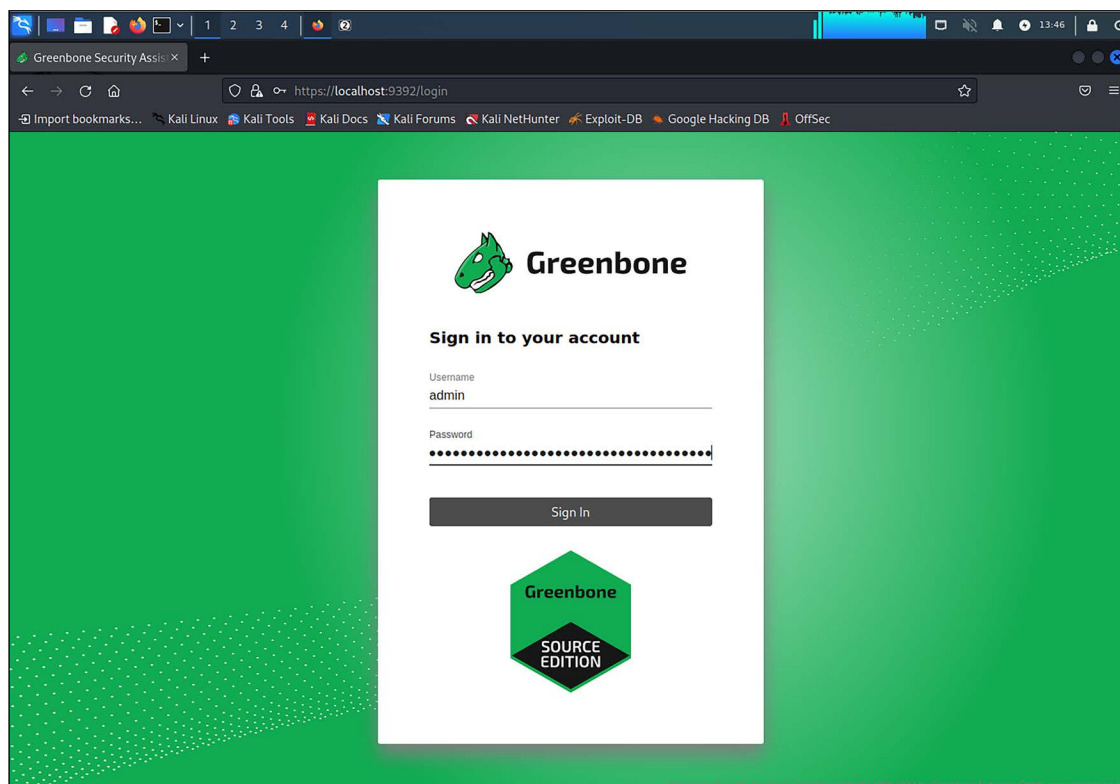 1 2 3 4
13:46
Greenbone Security Assis
https://localhost:9392/login
Import bookmarks... Kali Linux Kali Tools Kali Docs Kali Forums Kali NetHunter Exploit-DB Google Hacking DB OffSec
Greenbone
Sign in to your account
Username
admin
Password
Sign In
Greenbone
SOURCE
EDITION